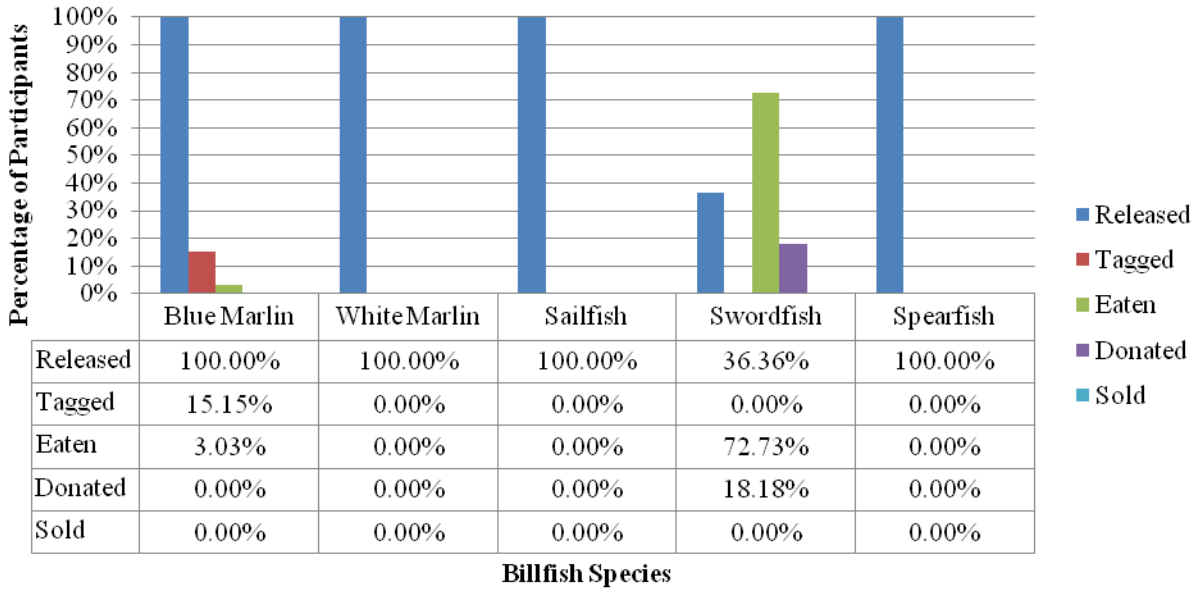 Percentage of Participants
100%
90%
80%
70%
60%
50%
40%
30%
20%
10%
0%
Blue Marlin White Marlin Sailfish Swordfish Spearfish
Released 100.00% 100.00% 100.00% 36.36% 100.00%
Tagged 15.15% 0.00% 0.00% 0.00% 0.00%
Eaten 3.03% 0.00% 0.00% 72.73% 0.00%
Donated 0.00% 0.00% 0.00% 18.18% 0.00%
Sold 0.00% 0.00% 0.00% 0.00% 0.00%
Billfish Species
Released
Tagged
Eaten
Donated
Sold